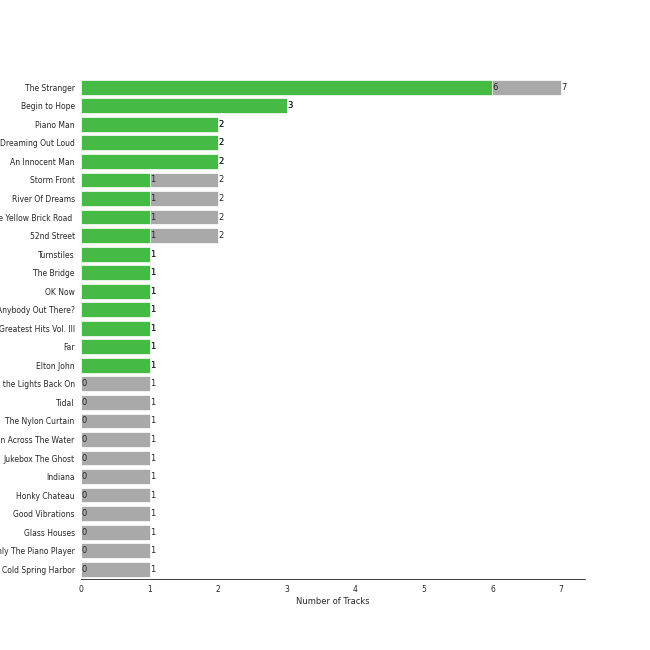 The Stranger 6 7
Begin to Hope 3
Piano Man 2
Dreaming Out Loud 2
An Innocent Man 2
Storm Front 1 2
River Of Dreams 1 2
Yellow Brick Road 1 2
52nd Street 1 2
Turnstiles 1
The Bridge 1
OK Now 1
Anybody Out There? 1
Greatest Hits Vol. III 1
Far 1
Elton John 1
the Lights Back On 0 1
Tidal 0 1
The Nylon Curtain 0 1
Across The Water 0 1
Jukebox The Ghost 0 1
Indiana 0 1
Honky Chateau 0 1
Good Vibrations 0 1
Glass Houses 0 1
The Piano Player 0 1
Cold Spring Harbor 0 1
0 1 2 3 4 5 6 7
Number of Tracks